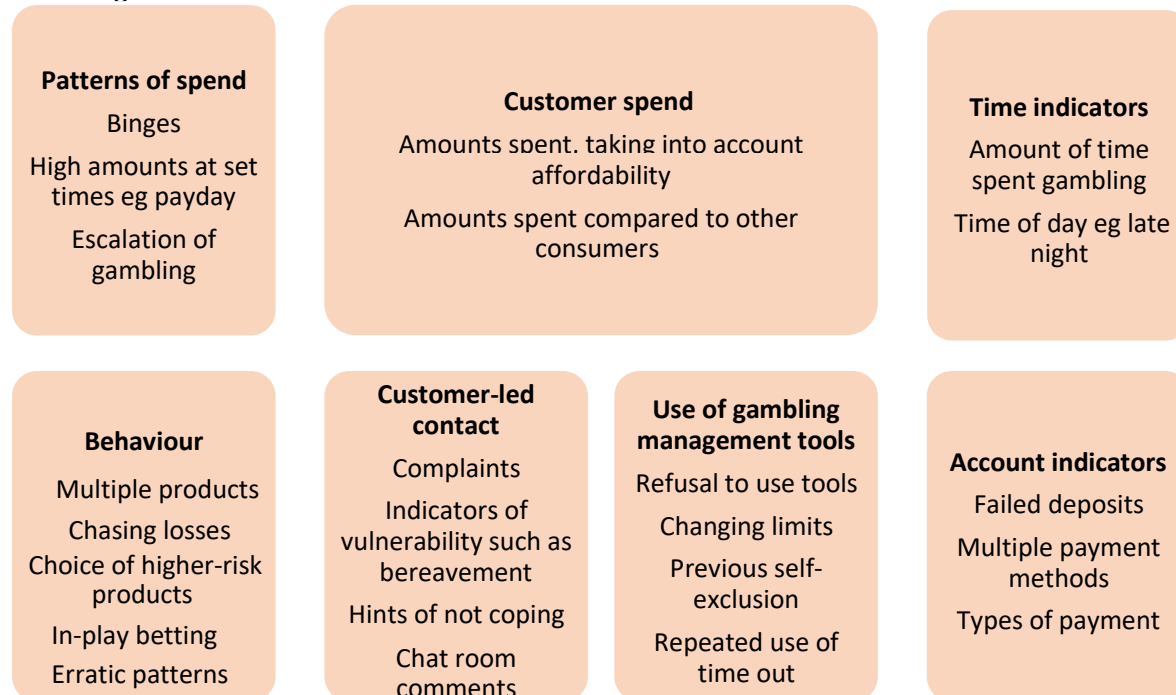 Patterns of spend
Binges
High amounts at set
times eg payday
Escalation of
gambling
Customer spend
Amounts spent, taking into account
affordability
Amounts spent compared to other
consumers
Time indicators
Amount of time
spent gambling
Time of day eg late
night
Behaviour
Multiple products
Chasing losses
Choice of higher-risk
products
In-play betting
Erratic patterns
Customer-led
contact
Complaints
Indicators of
vulnerability such as
bereavement
Hints of not coping
Chat room
comments
Use of gambling
management tools
Refusal to use tools
Changing limits
Previous self-
exclusion
Repeated use of
time out
Account indicators
Failed deposits
Multiple payment
methods
Types of payment